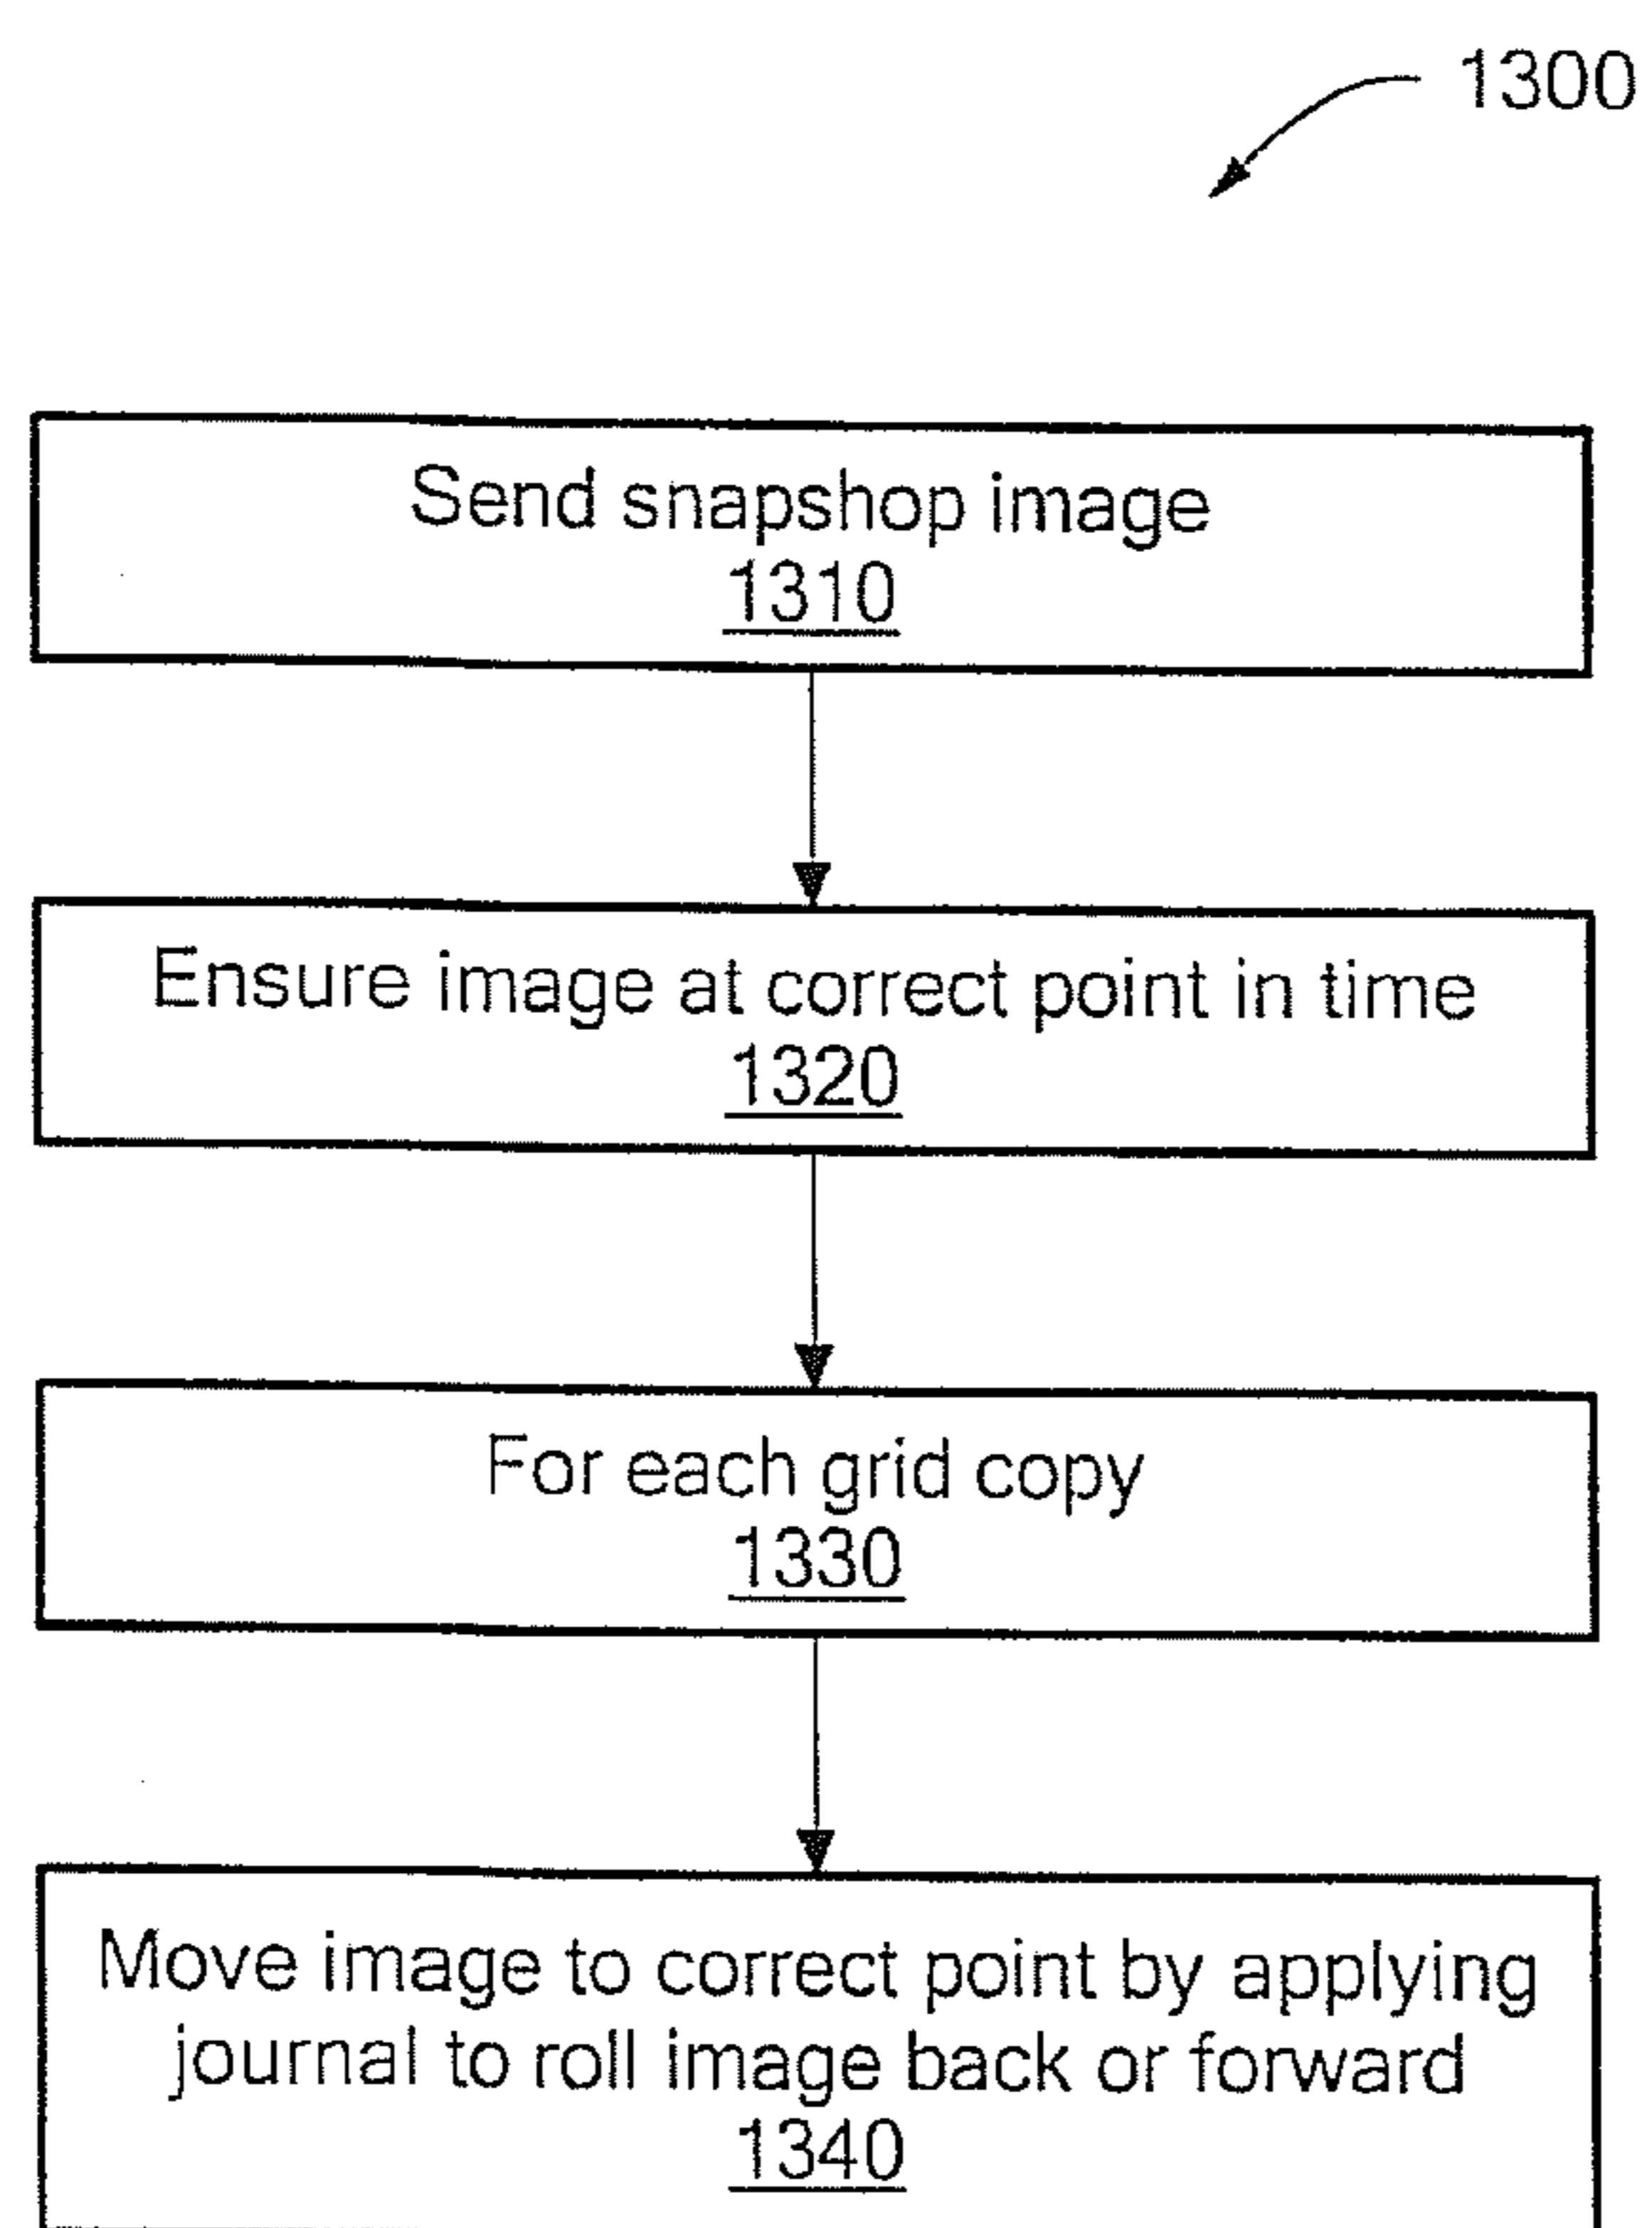 1300
Send snapshop image
1310
Ensure image at correct point in time
1320
For each grid copy
1330
Move image to correct point by applying
journal to roll image back or forward
1340